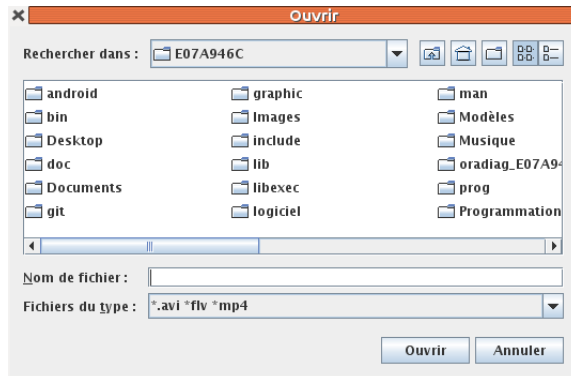 Ouvrir
Rechercher dans : E07A946C
android graphic man
bin Images Modèles
Desktop include Musique
doc lib oradiag_E07A94
Documents libexec prog
git logiciel Programmation
Nom de fichier :
Fichiers du type : *.avi *flv *mp4
Ouvrir Annuler